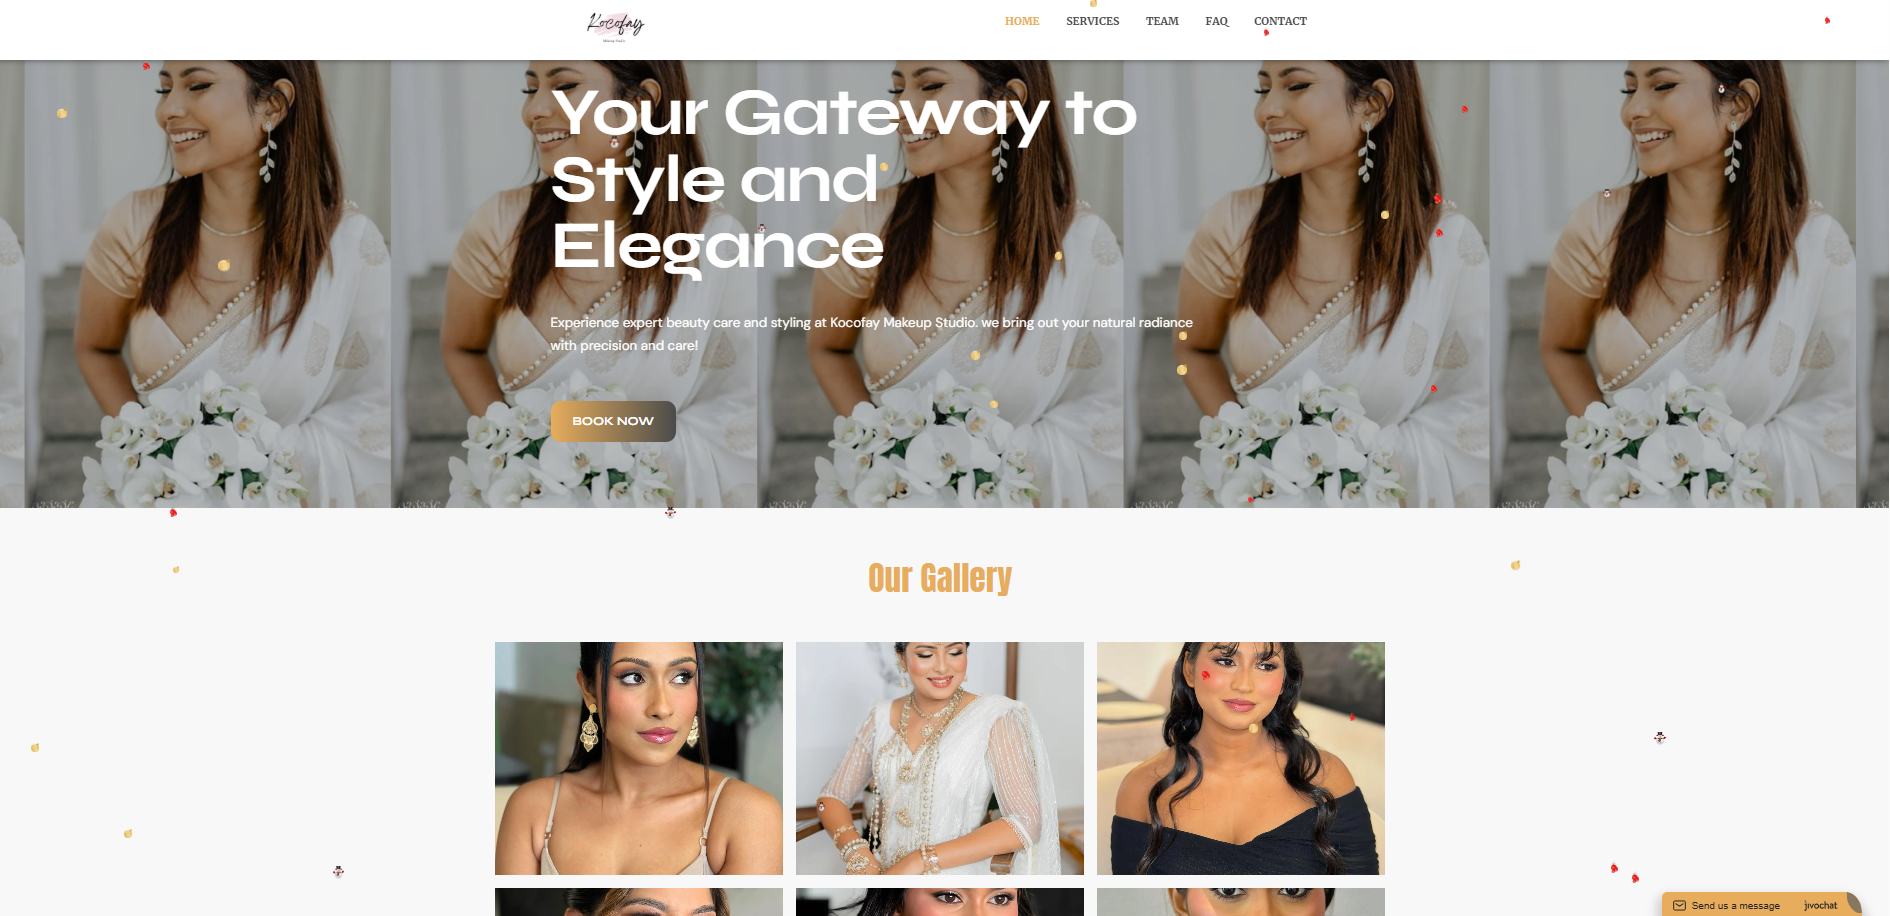 Kocofay
Makeup Studio
HOME SERVICES TEAM FAQ CONTACT
Your Gateway to
Style and
Elegance
Experience expert beauty care and styling at Kocofay Makeup Studio. we bring out your natural radiance
with precision and care!
BOOK NOW
Our Gallery
Send us a message jivochat